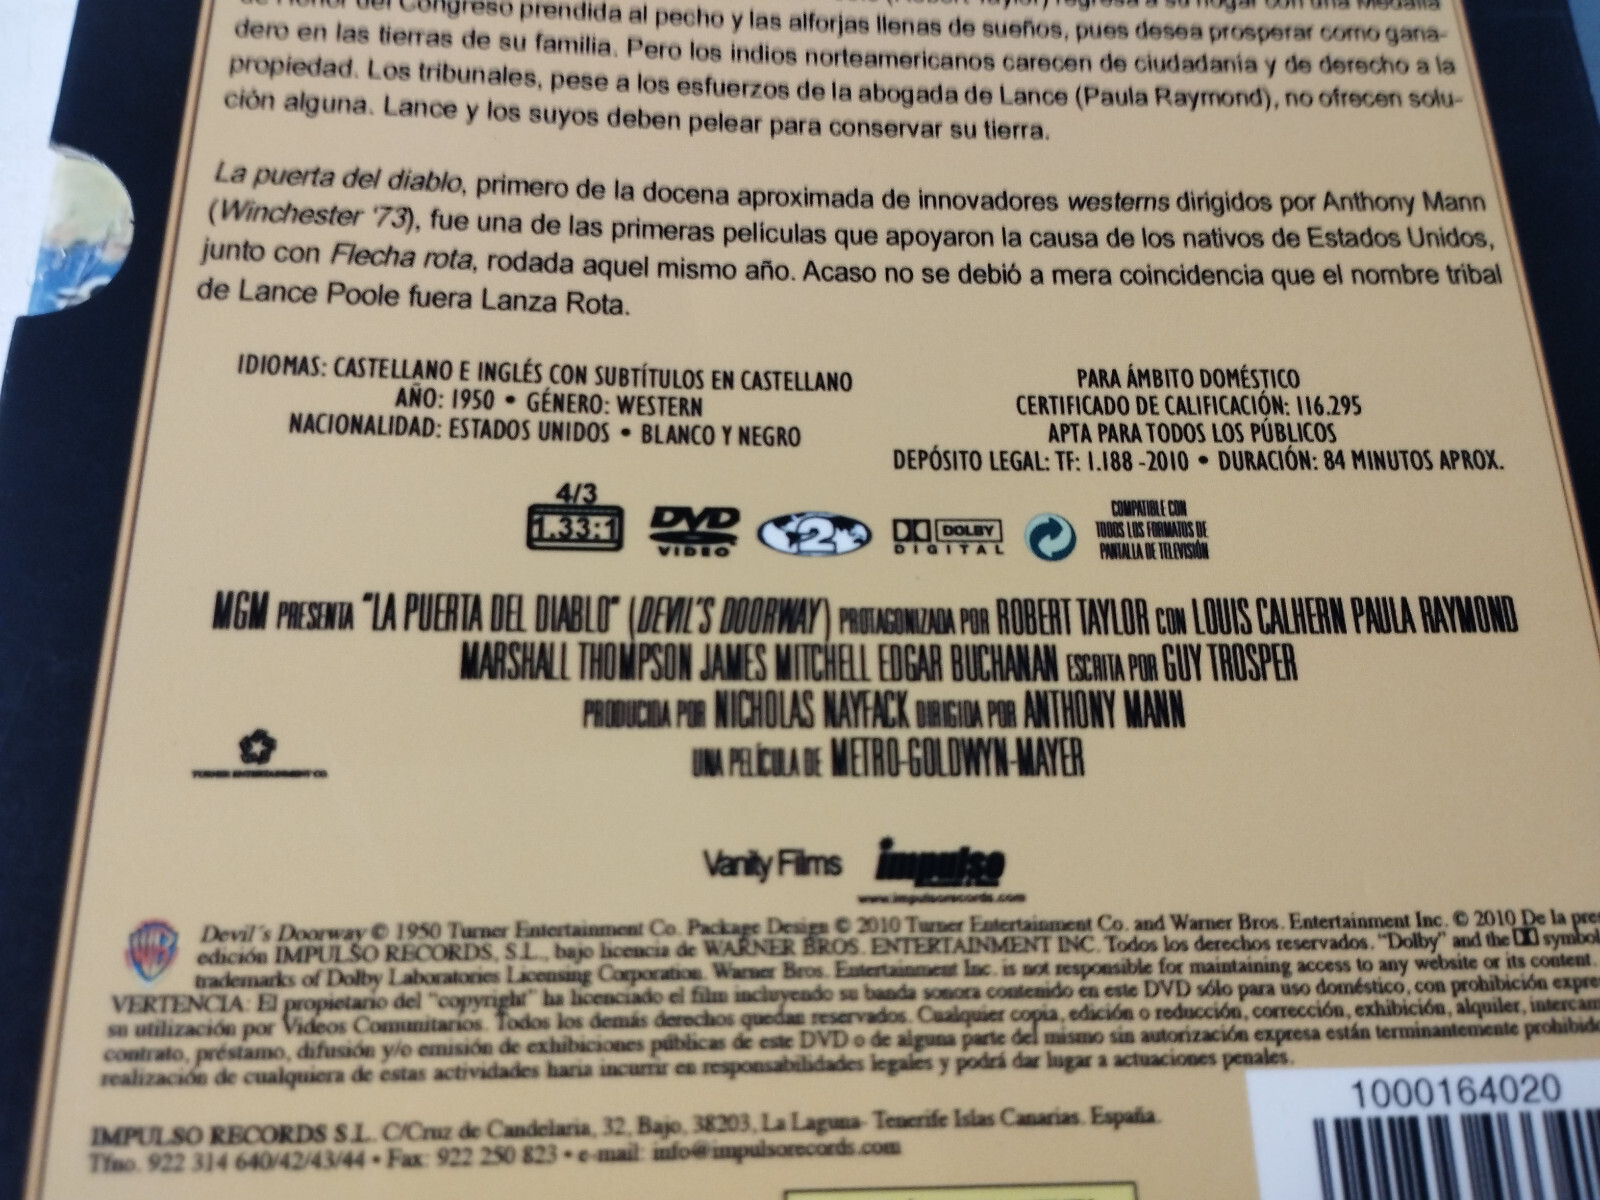 de Honor del Congreso prendida al pecho y las alforjas llenas de sueños, pues desea prosperar como gana-
dero en las tierras de su familia. Pero los indios norteamericanos carecen de ciudadanía y de derecho a la
propiedad. Los tribunales, pese a los esfuerzos de la abogada de Lance (Paula Raymond), no ofrecen solu-
ción alguna. Lance y los suyos deben pelear para conservar su tierra.
La puerta del diablo, primero de la docena aproximada de innovadores westerns dirigidos por Anthony Mann
(Winchester '73), fue una de las primeras películas que apoyaron la causa de los nativos de Estados Unidos,
junto con Flecha rota, rodada aquel mismo año. Acaso no se debió a mera coincidencia que el nombre tribal
de Lance Poole fuera Lanza Rota.
IDIOMAS: CASTELLANO E INGLÉS CON SUBTÍTULOS EN CASTELLANO
AÑO: 1950 • GÉNERO: WESTERN
NACIONALIDAD: ESTADOS UNIDOS • BLANCO Y NEGRO
PARA ÁMBITO DOMÉSTICO
CERTIFICADO DE CALIFICACIÓN: 116.295
APTA PARA TODOS LOS PÚBLICOS
DEPÓSITO LEGAL: TF: 1.188 -2010 • DURACIÓN: 84 MINUTOS APROX.
4/3
1.33:1
DVD
VIDEO
2
DOLBY
DIGITAL
COMPATIBLE CON
TODOS LOS FORMATOS DE
PANTALLA DE TELEVISIÓN
MGM PRESENTA "LA PUERTA DEL DIABLO" (DEVIL'S DOORWAY) PROTAGONIZADA POR ROBERT TAYLOR CON LOUIS CALHERN PAULA RAYMOND
MARSHALL THOMPSON JAMES MITCHELL EDGAR BUCHANAN ESCRITA POR GUY TROSPER
PRODUCIDA POR NICHOLAS NAYFACK DIRIGIDA POR ANTHONY MANN
UNA PELÍCULA DE METRO-GOLDWYN-MAYER
TURNER ENTERTAINMENT CO
Vanity Films
impulso
www.impulsorecords.com
WB
Devil's Doorway © 1950 Turner Entertainment Co. Package Design © 2010 Turner Entertainment Co. and Warner Bros. Entertainment Inc. © 2010 De la pres
edición IMPULSO RECORDS, S.L., bajo licencia de WARNER BROS. ENTERTAINMENT INC. Todos los derechos reservados. "Dolby" and the symbol
trademarks of Dolby Laboratories Licensing Corporation. Warner Bros. Entertainment Inc. is not responsible for maintaining access to any website or its content.
VERTENCIA: El propietario del "copyright" ha licenciado el film incluyendo su banda sonora contenido en este DVD sólo para uso doméstico, con prohibición expre
su utilización por Videos Comunitarios. Todos los demás derechos quedan reservados. Cualquier copia, edición o reducción, corrección, exhibición, alquiler, intercam
contrato, préstamo, difusión y/o emisión de exhibiciones públicas de este DVD o de alguna parte del mismo sin autorización expresa están terminantemente prohibido
realización de cualquiera de estas actividades haría incurrir en responsabilidades legales y podrá dar lugar a actuaciones penales.
1000164020
IMPULSO RECORDS S.L. C/Cruz de Candelaria, 32, Bajo, 38203, La Laguna- Tenerife Islas Canarias. España.
Tfno. 922 314 640/42/43/44 • Fax: 922 250 823 • e-mail: info@impulsorecords.com